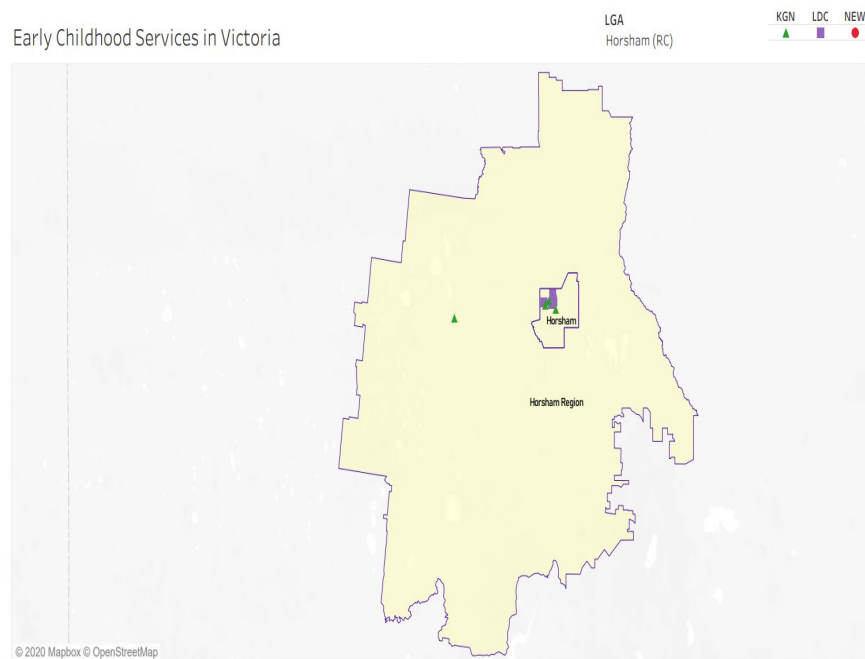 Early Childhood Services in Victoria
LGA
Horsham (RC)
KGN LDC NEW
Horsham
Horsham Region
© 2020 Mapbox © OpenStreetMap